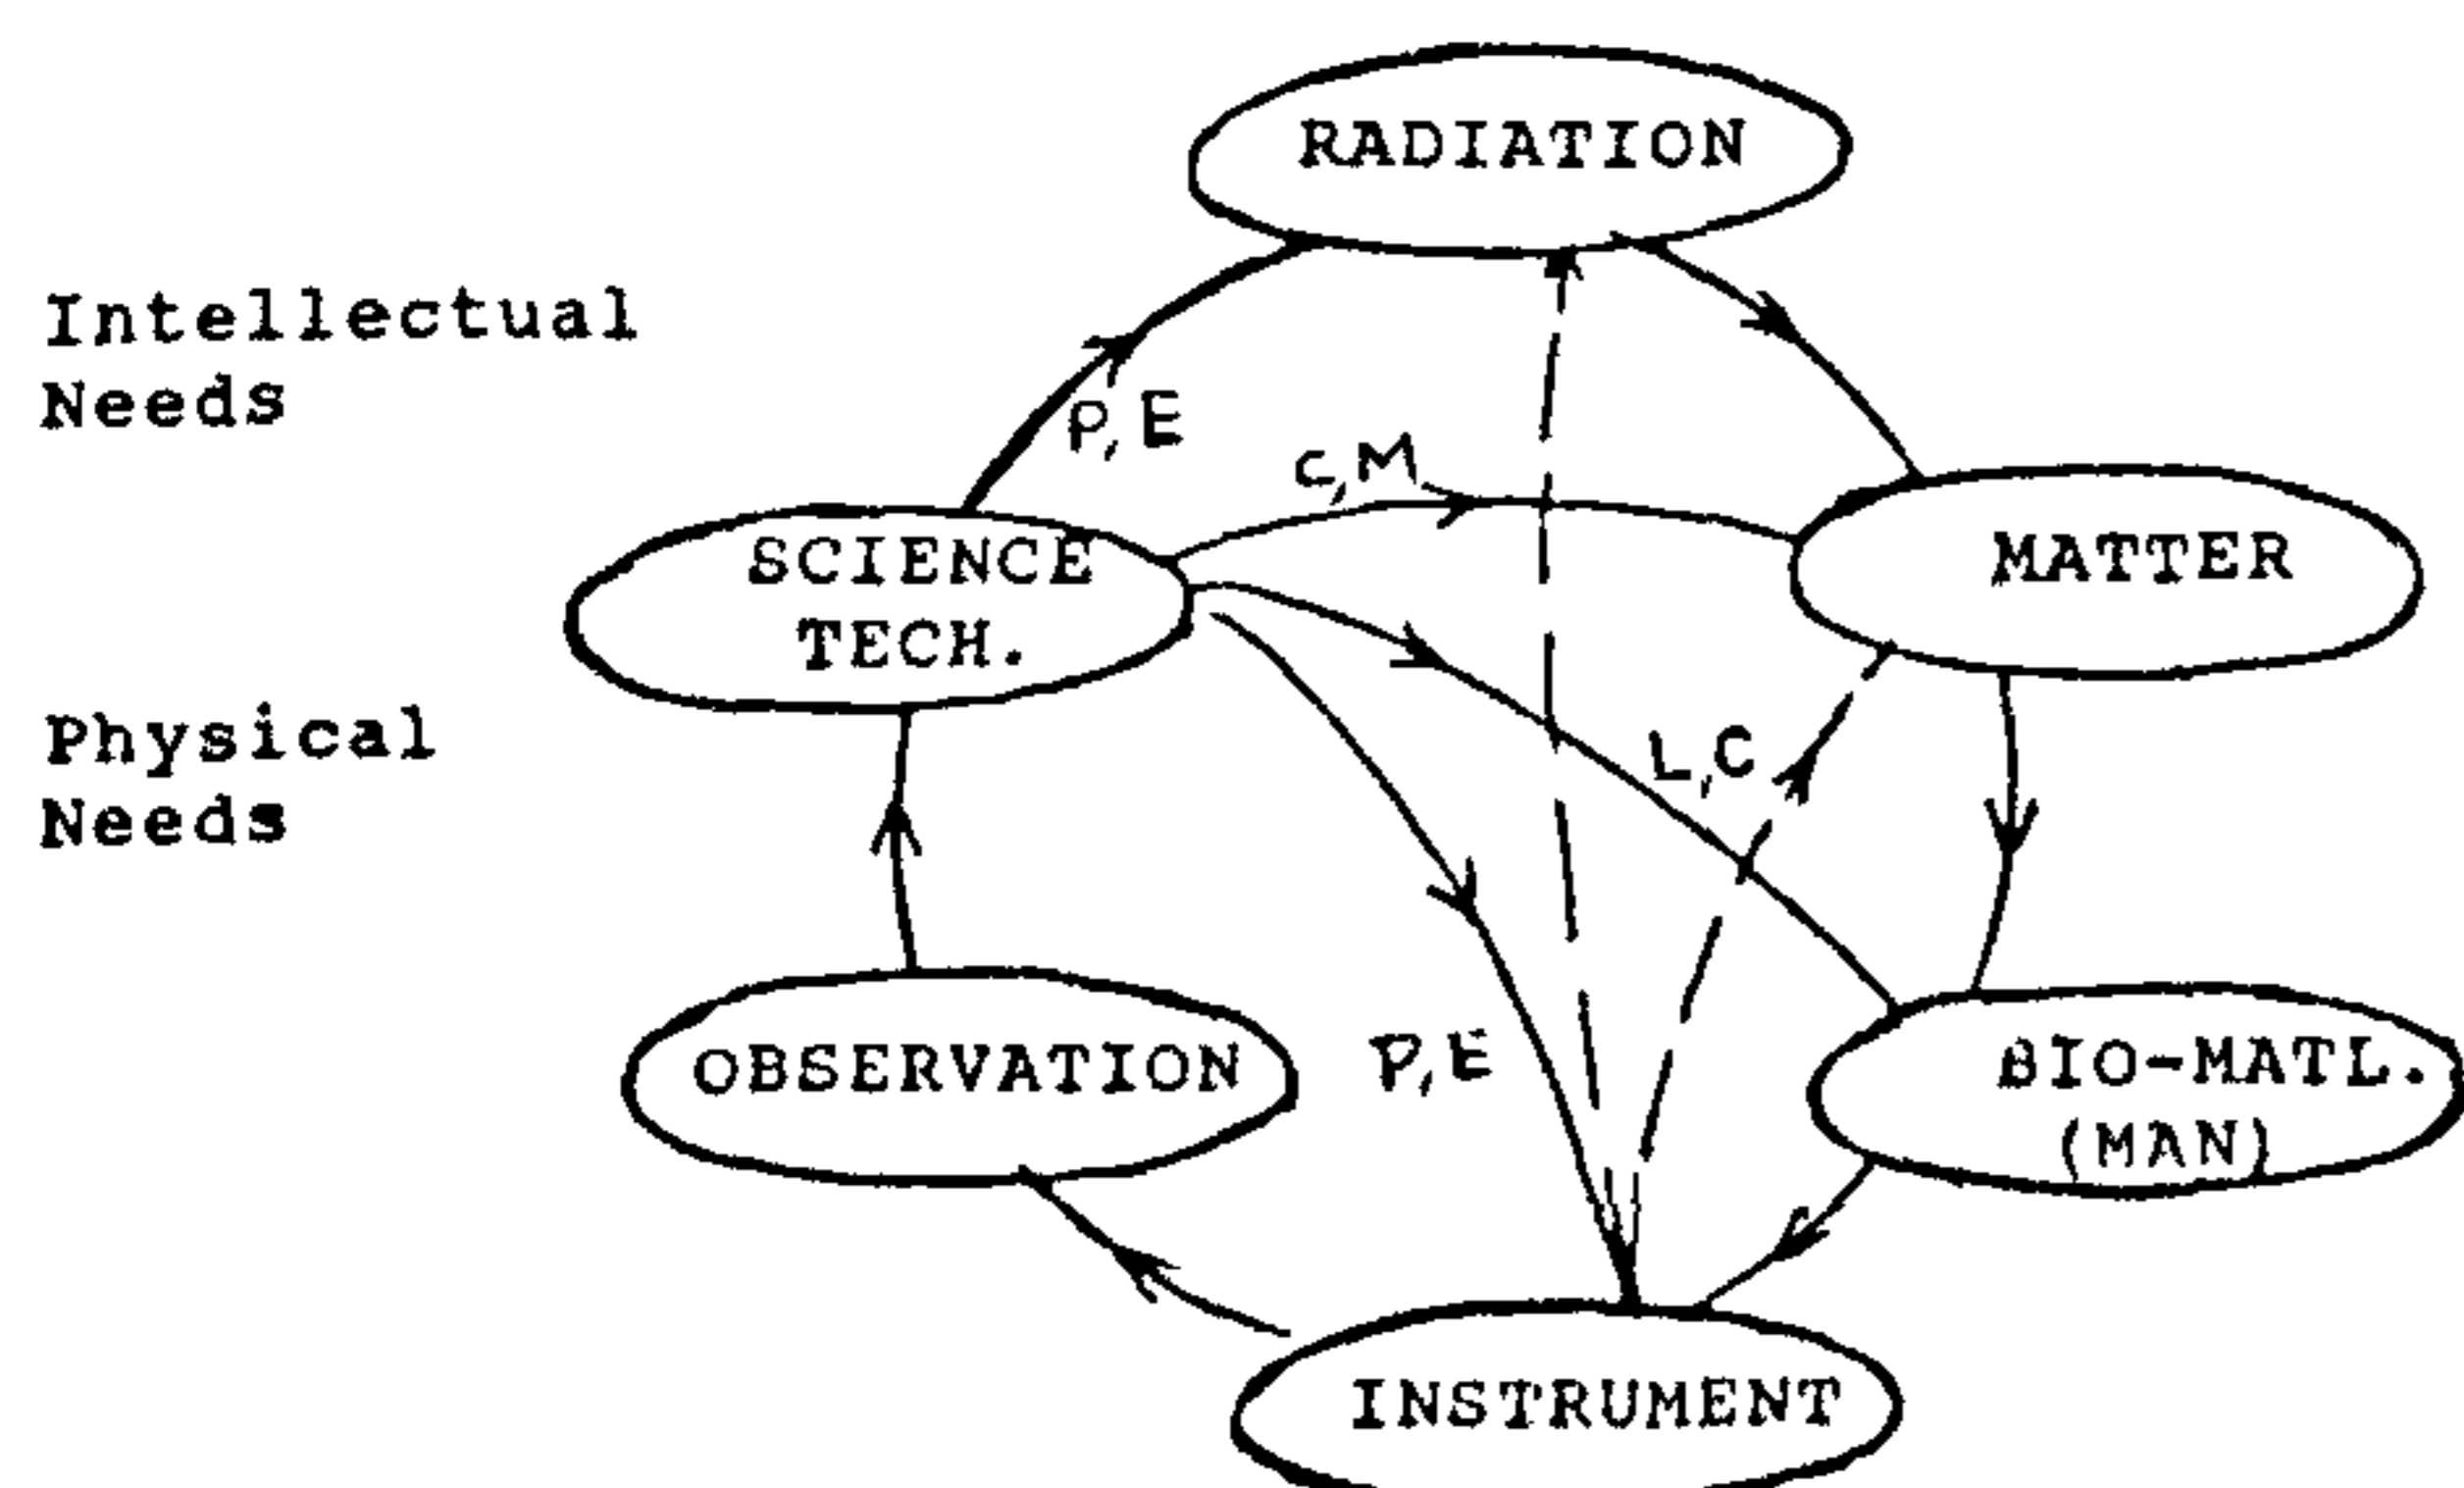 RADIATION
Intellectual
Needs
P,E
C,M
SCIENCE
TECH.
MATTER
Physical
Needs
L,C
OBSERVATION
P,E
BIO-MATL.
(MAN)
INSTRUMENT